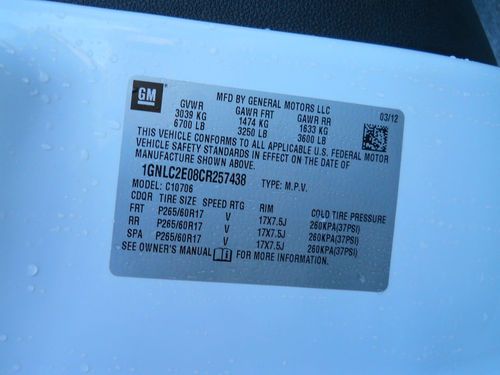 GM
MFD BY GENERAL MOTORS LLC
03/12
GVWR GAWR FRT GAWR RR
3039 KG 1474 KG 1633 KG
6700 LB 3250 LB 3600 LB
THIS VEHICLE CONFORMS TO ALL APPLICABLE U.S. FEDERAL MOTOR
VEHICLE SAFETY STANDARDS IN EFFECT ON THE DATE OF
MANUFACTURE SHOWN ABOVE.
1GNLC2E08CR257438 TYPE: M.P.V.
MODEL: C10706
CDOR TIRE SIZE SPEED RTG RIM COLD TIRE PRESSURE
FRT P265/60R17 V 17X7.5J 260KPA(37PSI)
RR P265/60R17 V 17X7.5J 260KPA(37PSI)
SPA P265/60R17 V 17X7.5J 260KPA(37PSI)
SEE OWNER'S MANUAL FOR MORE INFORMATION.